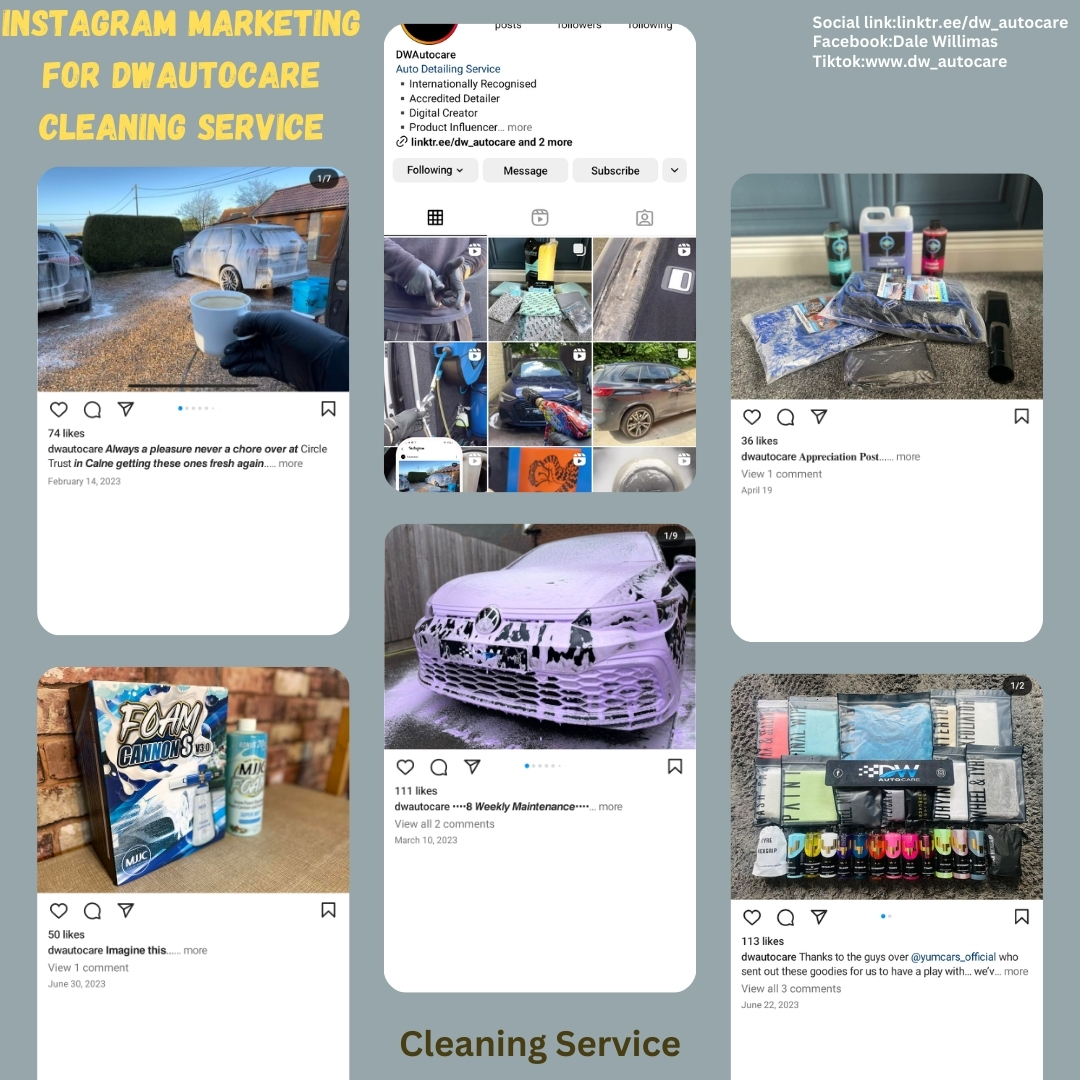 INSTAGRAM MARKETING
FOR DWAUTOCARE
CLEANING SERVICE
Social link:linktr.ee/dw_autocare
Facebook:Dale Willimas
Tiktok:www.dw_autocare
posts followers following
DWAutocare
Auto Detailing Service
▪ Internationally Recognised
▪ Accredited Detailer
▪ Digital Creator
▪ Product Influencer... more
linktr.ee/dw_autocare and 2 more
Following Message Subscribe
1/7
74 likes
dwautocare Always a pleasure never a chore over at Circle
Trust in Calne getting these ones fresh again.... more
February 14, 2023
36 likes
dwautocare Appreciation Post...... more
View 1 comment
April 19
1/9
111 likes
dwautocare ••••8 Weekly Maintenance••••... more
View all 2 comments
March 10, 2023
FOAM
CANNON S V3.0
MJJC
MJJC
50 likes
dwautocare Imagine this...... more
View 1 comment
June 30, 2023
1/2
DW
AUTOCARE
PAINT
113 likes
dwautocare Thanks to the guys over @yumcars_official who
sent out these goodies for us to have a play with... we'v... more
View all 3 comments
June 22, 2023
Cleaning Service